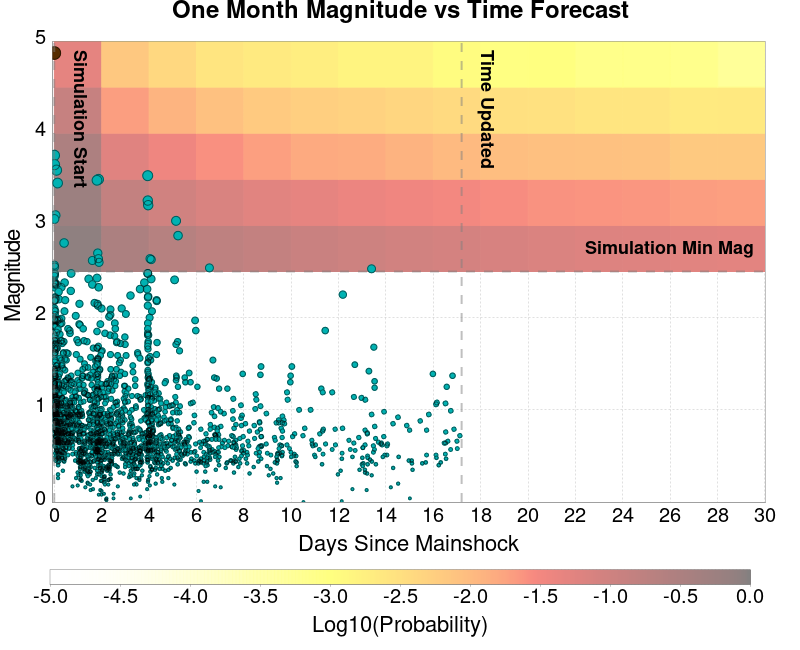 One Month Magnitude vs Time Forecast
5
4
3
2
1
0
Magnitude
Simulation Start
Time Updated
Simulation Min Mag
0 2 4 6 8 10 12 14 16 18 20 22 24 26 28 30
Days Since Mainshock
-5.0 -4.5 -4.0 -3.5 -3.0 -2.5 -2.0 -1.5 -1.0 -0.5 0.0
Log10(Probability)